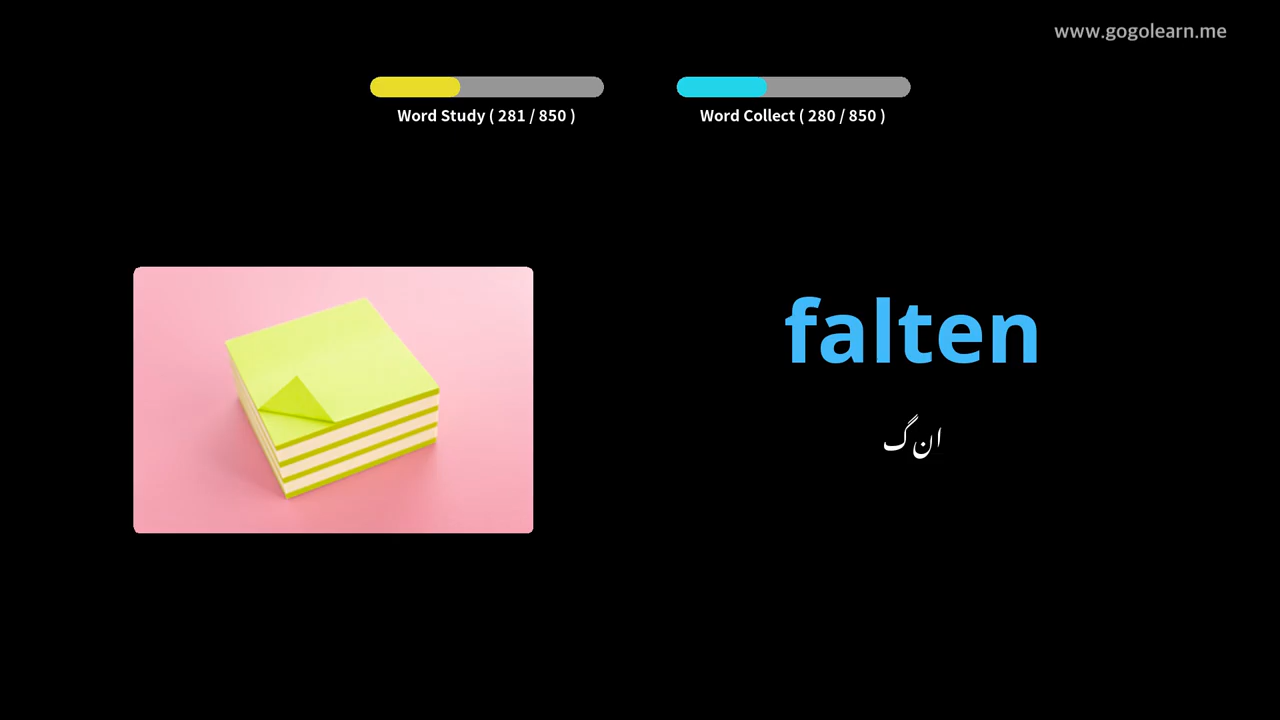 www.gogolearn.me
Word Study ( 281 / 850 )
Word Collect ( 280 / 850 )
falten
ان گ